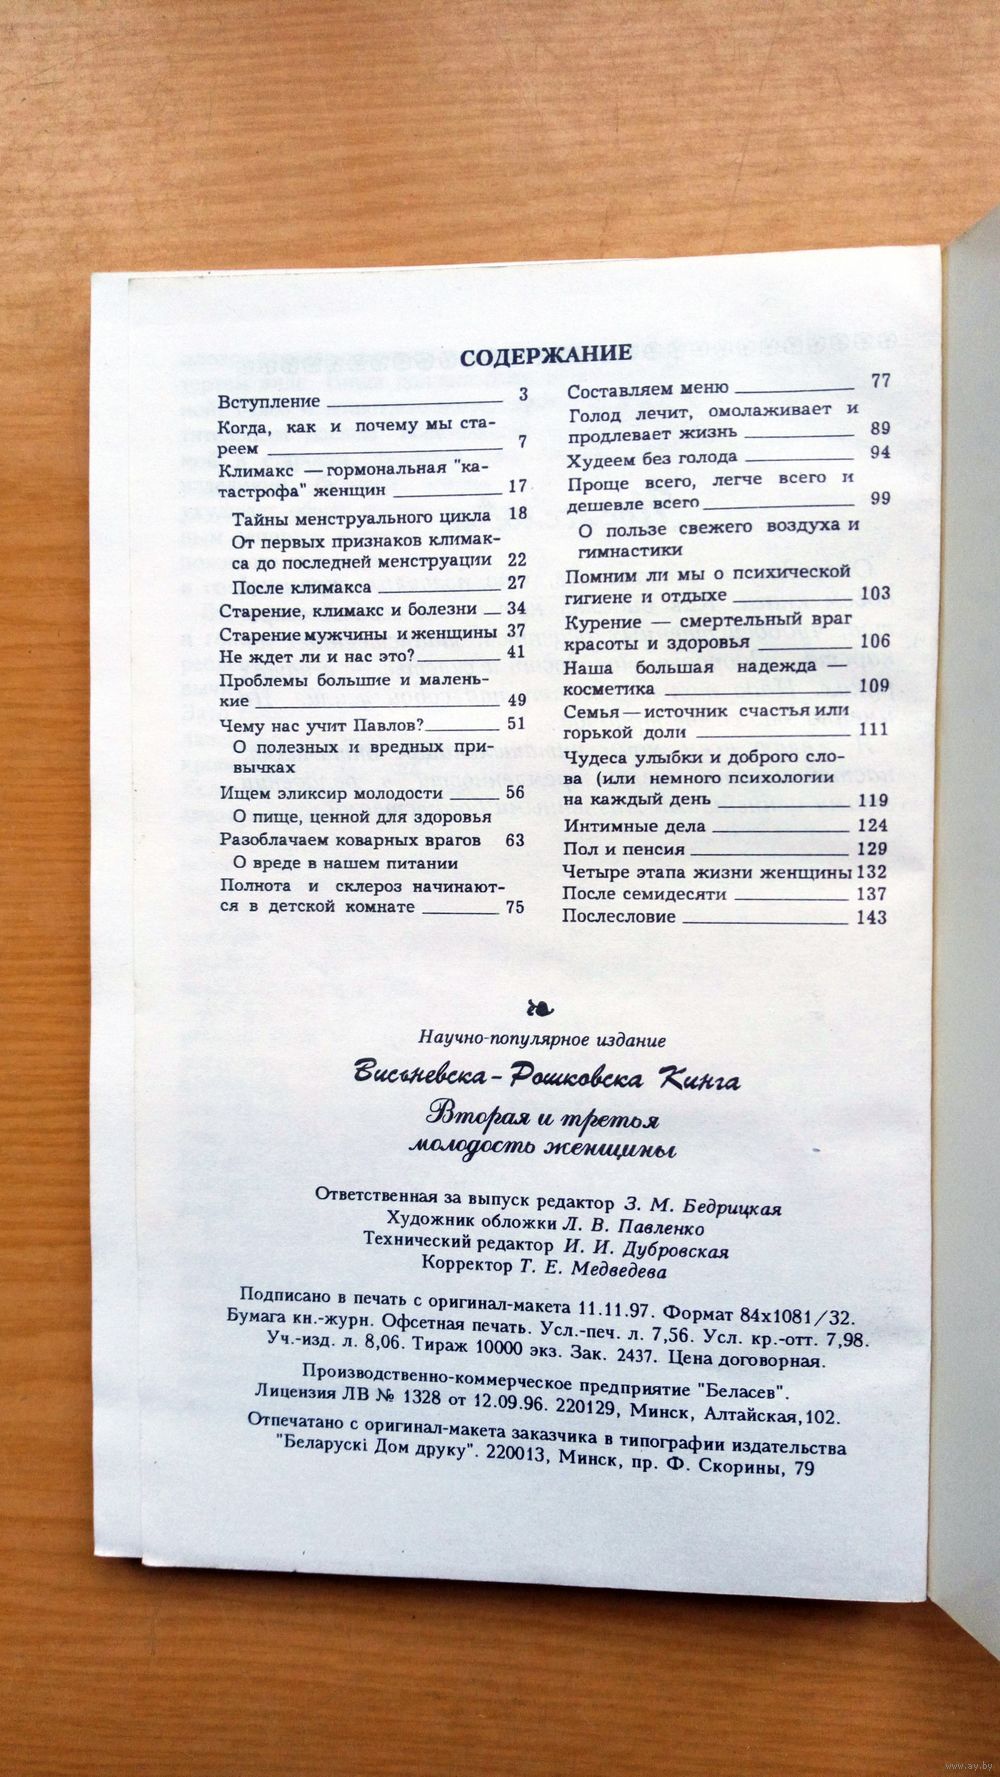 СОДЕРЖАНИЕ
Вступление 3
Когда, как и почему мы ста-
реем 7
Климакс — гормональная "ка-
тастрофа" женщин 17
Тайны менструального цикла 18
От первых признаков климак-
са до последней менструации 22
После климакса 27
Старение, климакс и болезни 34
Старение мужчины и женщины 37
Не ждет ли и нас это? 41
Проблемы большие и малень-
кие 49
Чему нас учит Павлов? 51
О полезных и вредных при-
вычках
Ищем эликсир молодости 56
О пище, ценной для здоровья
Разоблачаем коварных врагов 63
О вреде в нашем питании
Полнота и склероз начинают-
ся в детской комнате 75
Составляем меню 77
Голод лечит, омолаживает и
продлевает жизнь 89
Худеем без голода 94
Проще всего, легче всего и
дешевле всего 99
О пользе свежего воздуха и
гимнастики
Помним ли мы о психической
гигиене и отдыхе 103
Курение — смертельный враг
красоты и здоровья 106
Наша большая надежда —
косметика 109
Семья — источник счастья или
горькой доли 111
Чудеса улыбки и доброго сло-
ва (или немного психологии
на каждый день 119
Интимные дела 124
Пол и пенсия 129
Четыре этапа жизни женщины 132
После семидесяти 137
Послесловие 143
Научно-популярное издание
Висьневска-Рошковска Кинга
Вторая и третья
молодость женщины
Ответственная за выпуск редактор З. М. Бедрицкая
Художник обложки Л. В. Павленко
Технический редактор И. И. Дубровская
Корректор Т. Е. Медведева
Подписано в печать с оригинал-макета 11.11.97. Формат 84х1081/32.
Бумага кн.-журн. Офсетная печать. Усл.-печ. л. 7,56. Усл. кр.-отт. 7,98.
Уч.-изд. л. 8,06. Тираж 10000 экз. Зак. 2437. Цена договорная.
Производственно-коммерческое предприятие "Беласев".
Лицензия ЛВ № 1328 от 12.09.96. 220129, Минск, Алтайская, 102.
Отпечатано с оригинал-макета заказчика в типографии издательства
"Беларускі Дом друку". 220013, Минск, пр. Ф. Скорины, 79
www.ay.by